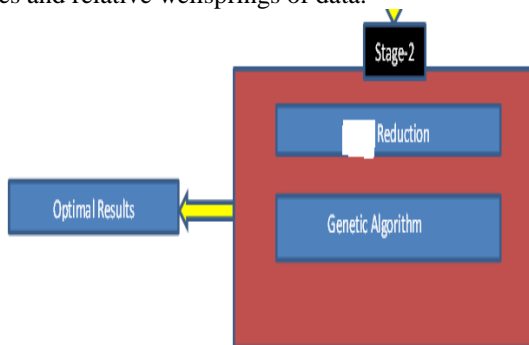 es and relative wellsprings of data.
Stage-2
Reduction
Optimal Results
Genetic Algorithm